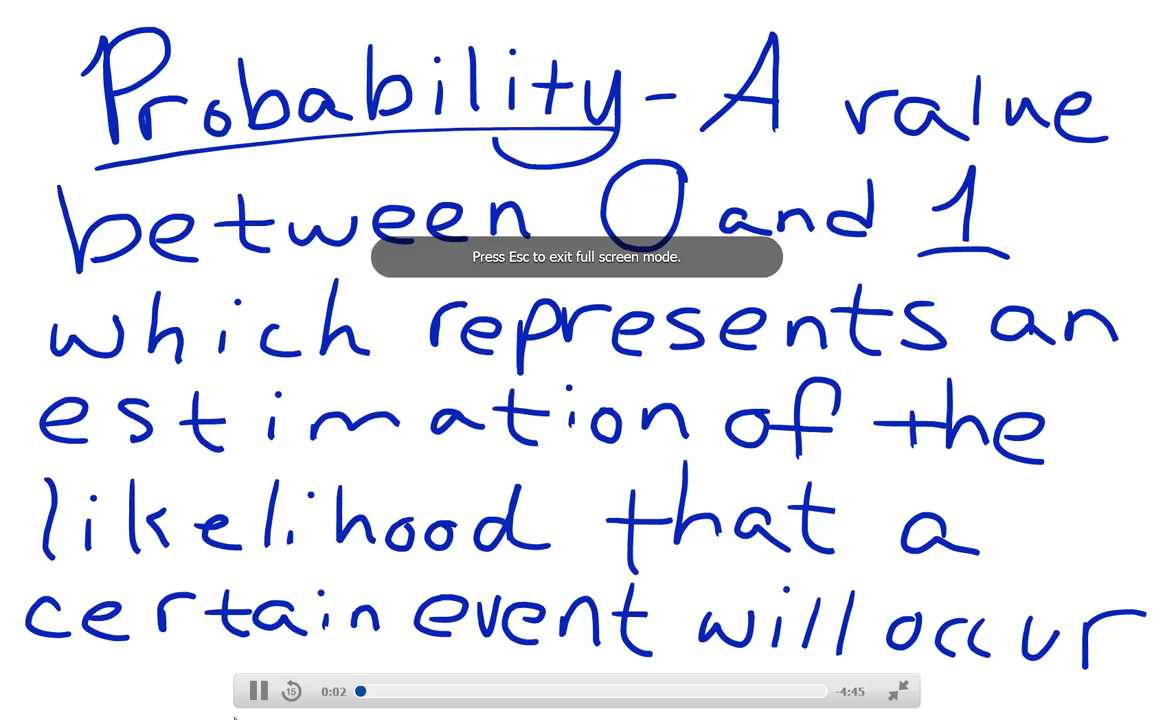 Probability - A value
between 0 and 1
Press Esc to exit full screen mode.
which represents an
estimation of the
likelihood that a
certain event will occur
15 0:02 -4:45